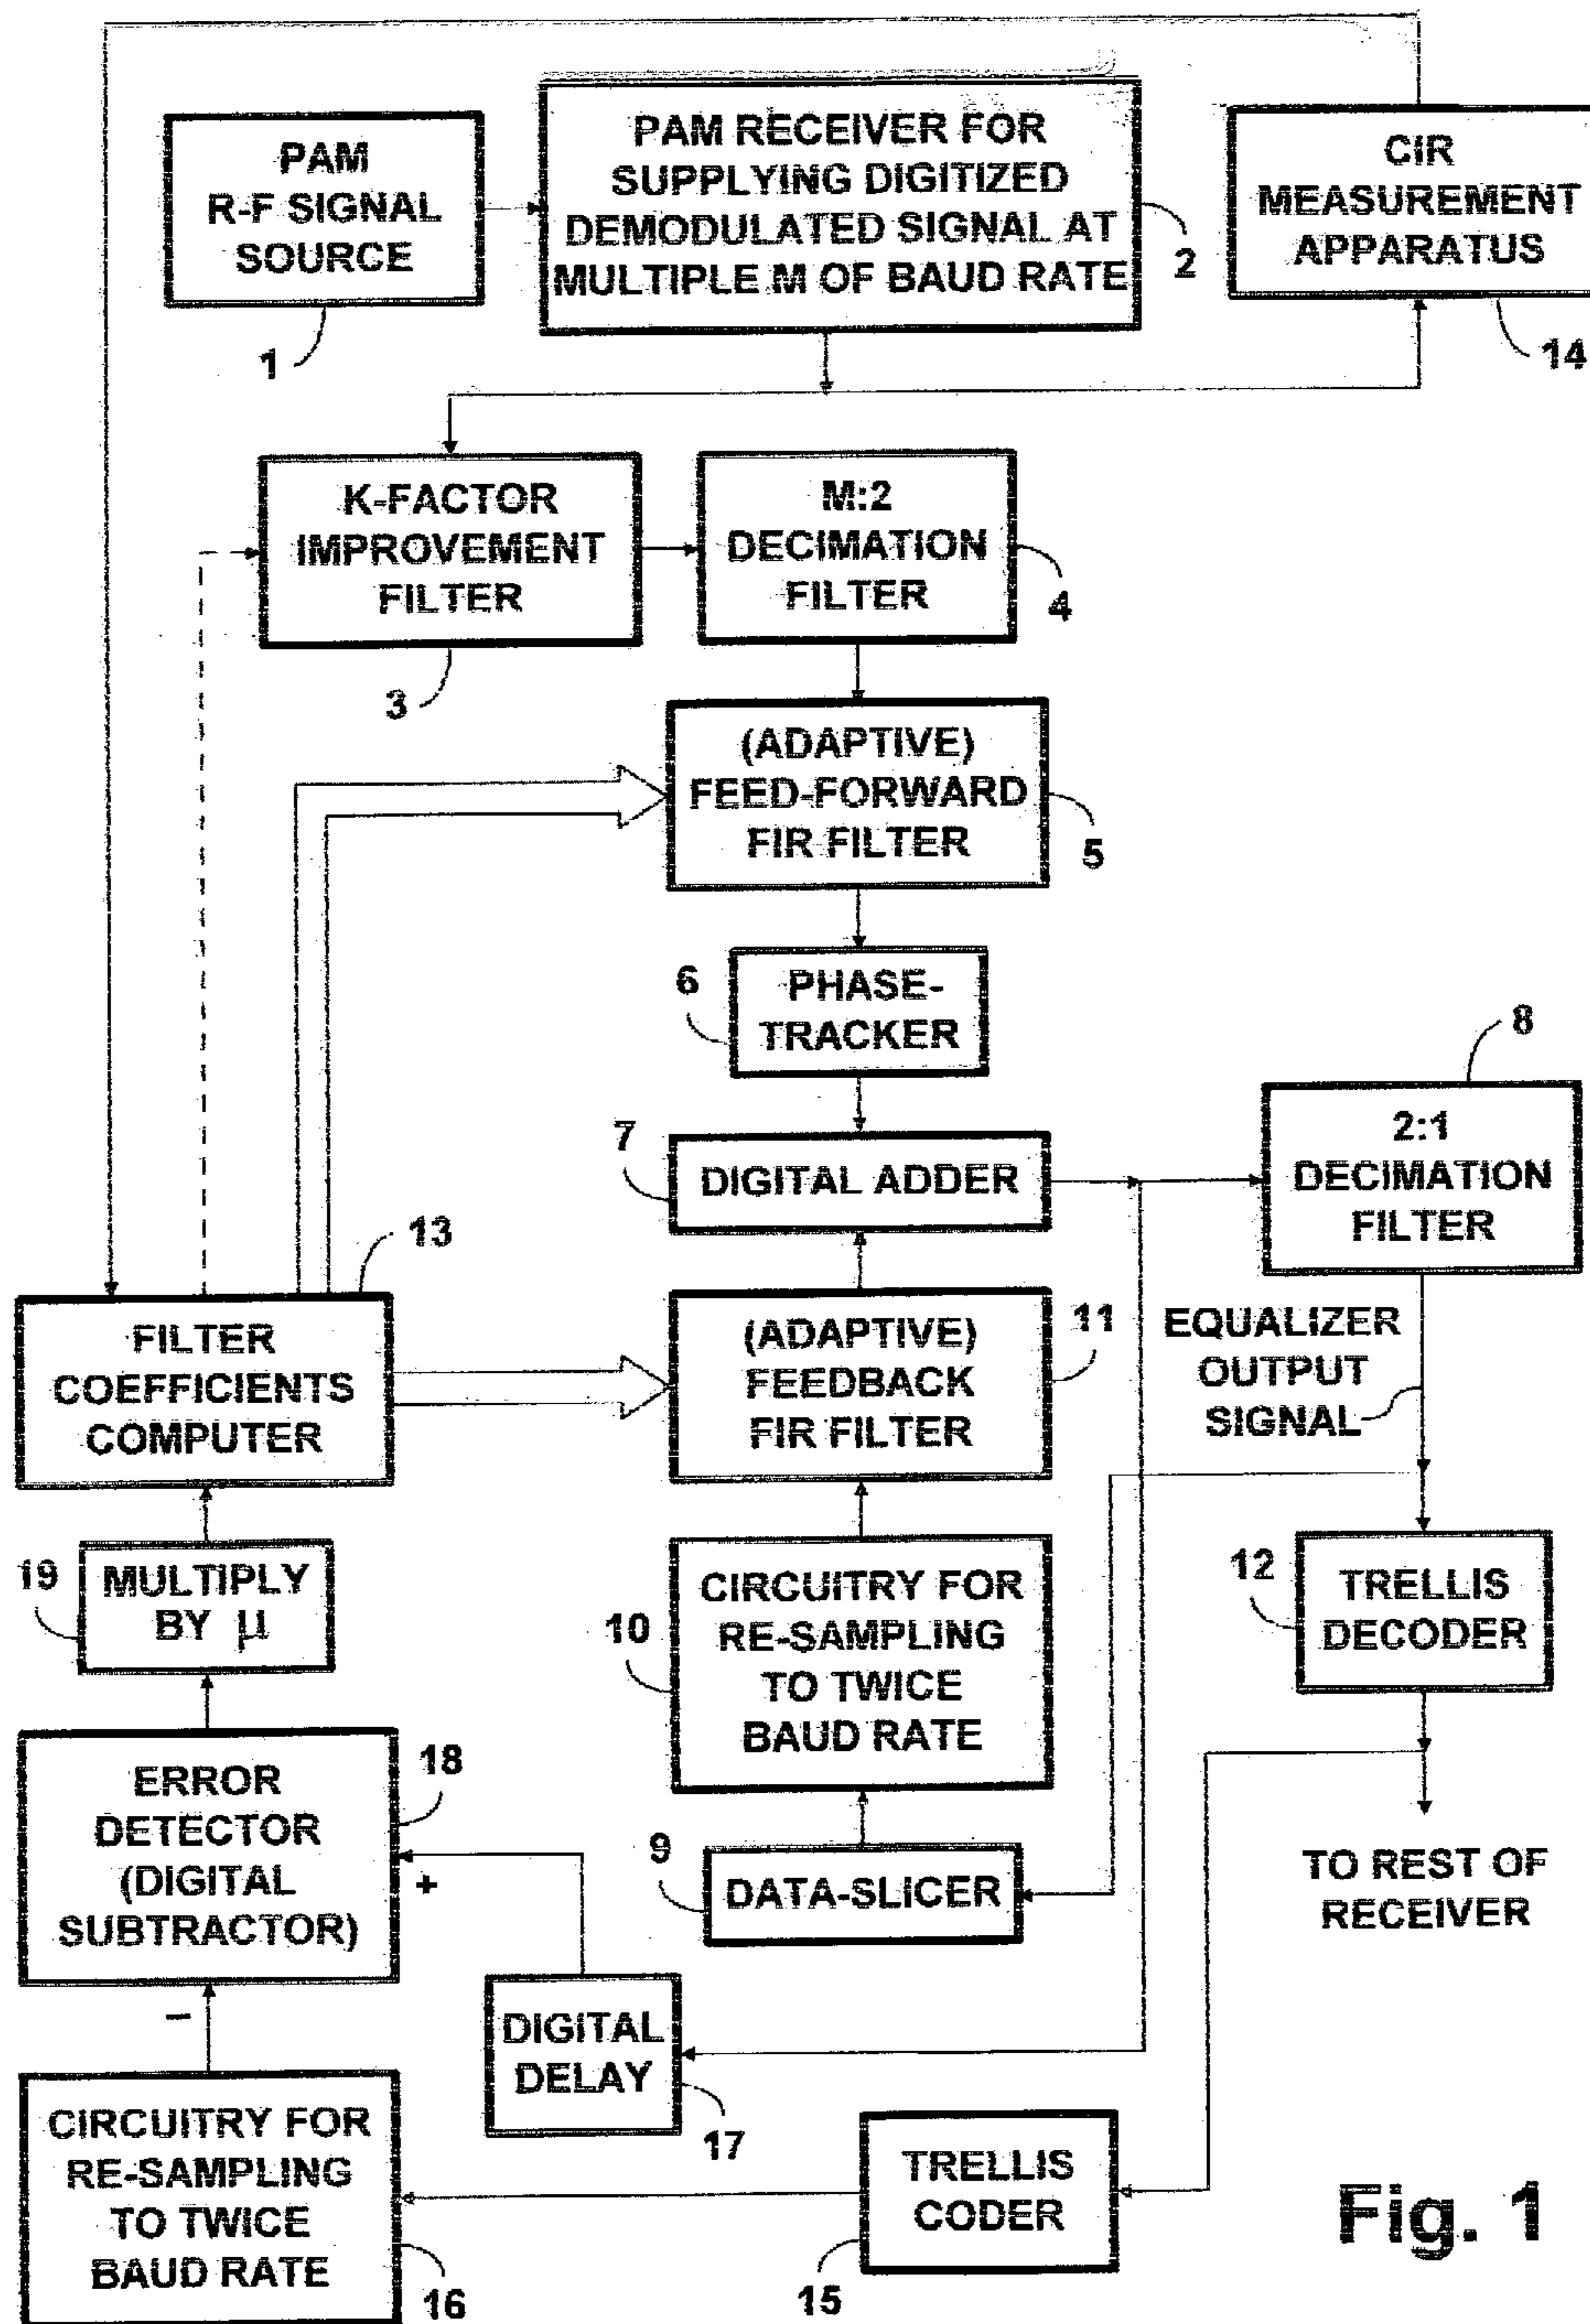 PAM
R-F SIGNAL
SOURCE
1
PAM RECEIVER FOR
SUPPLYING DIGITIZED
DEMODULATED SIGNAL AT
MULTIPLE M OF BAUD RATE
2
CIR
MEASUREMENT
APPARATUS
14
K-FACTOR
IMPROVEMENT
FILTER
3
M:2
DECIMATION
FILTER
4
(ADAPTIVE)
FEED-FORWARD
FIR FILTER
5
6
PHASE-
TRACKER
7
DIGITAL ADDER
8
2:1
DECIMATION
FILTER
13
FILTER
COEFFICIENTS
COMPUTER
(ADAPTIVE)
FEEDBACK
FIR FILTER
11
EQUALIZER
OUTPUT
SIGNAL
19
MULTIPLY
BY μ
10
CIRCUITRY FOR
RE-SAMPLING
TO TWICE
BAUD RATE
12
TRELLIS
DECODER
ERROR
DETECTOR
(DIGITAL
SUBTRACTOR)
18
+
−
9
DATA-SLICER
TO REST OF
RECEIVER
DIGITAL
DELAY
17
CIRCUITRY FOR
RE-SAMPLING
TO TWICE
BAUD RATE
16
TRELLIS
CODER
15
Fig. 1